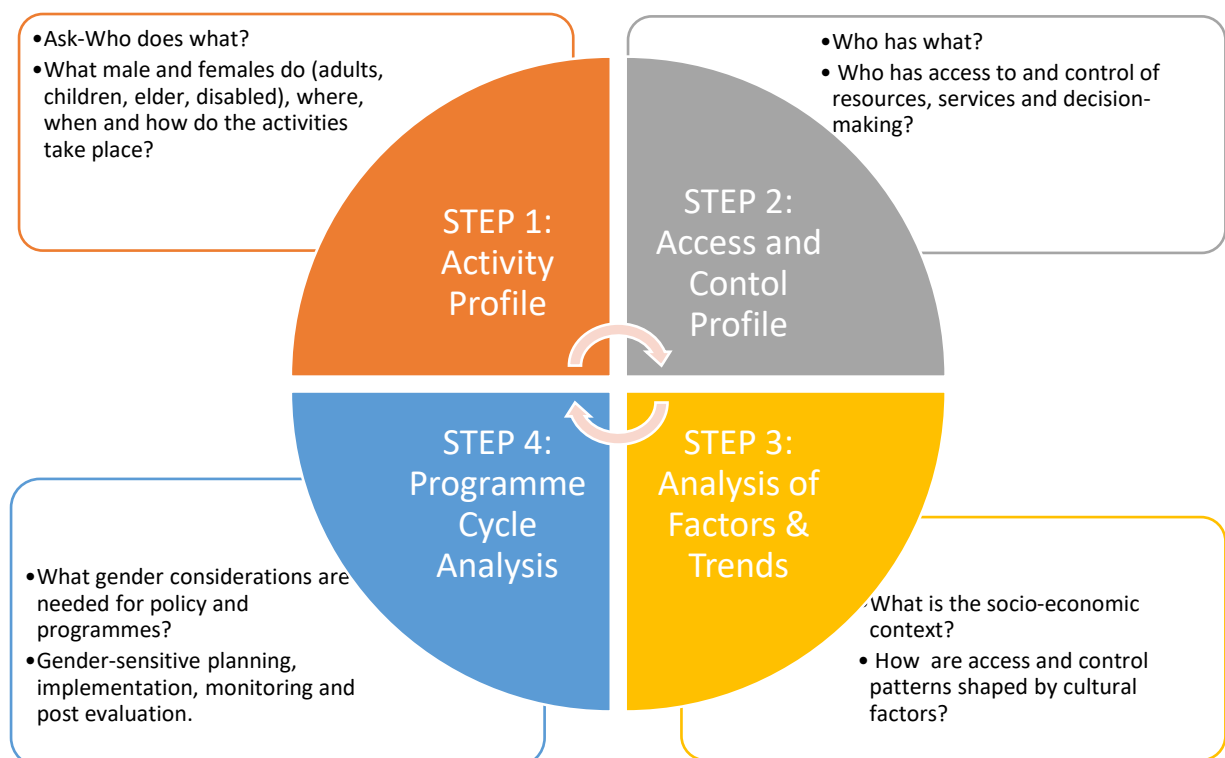 •Ask-Who does what?
•What male and females do (adults,
children, elder, disabled), where,
when and how do the activities
take place?
•Who has what?
• Who has access to and control of
resources, services and decision-
making?
STEP 1:
Activity
Profile
STEP 2:
Access and
Contol
Profile
STEP 4:
Programme
Cycle
Analysis
STEP 3:
Analysis of
Factors &
Trends
•What gender considerations are
needed for policy and
programmes?
•Gender-sensitive planning,
implementation, monitoring and
post evaluation.
•What is the socio-economic
context?
• How  are access and control
patterns shaped by cultural
factors?